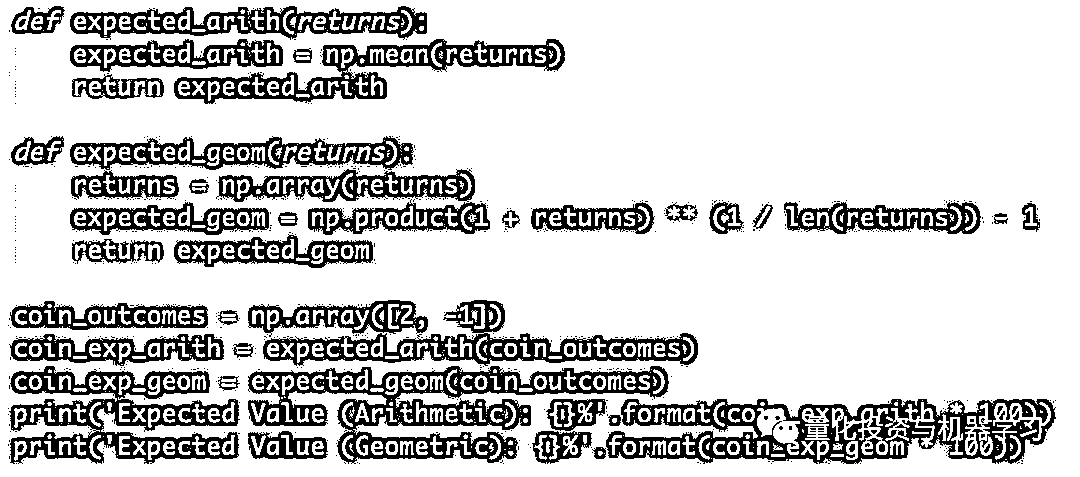 def expected_arith(returns):
    expected_arith = np.mean(returns)
    return expected_arith

def expected_geom(returns):
    returns = np.array(returns)
    expected_geom = np.product(1 + returns) ** (1 / len(returns)) - 1
    return expected_geom

coin_outcomes = np.array([2, -1])
coin_exp_arith = expected_arith(coin_outcomes)
coin_exp_geom = expected_geom(coin_outcomes)
print('Expected Value (Arithmetic): {}%'.format(coin_exp_arith * 100))
print('Expected Value (Geometric): {}%'.format(coin_exp_geom * 100))
量化投资与机器学习